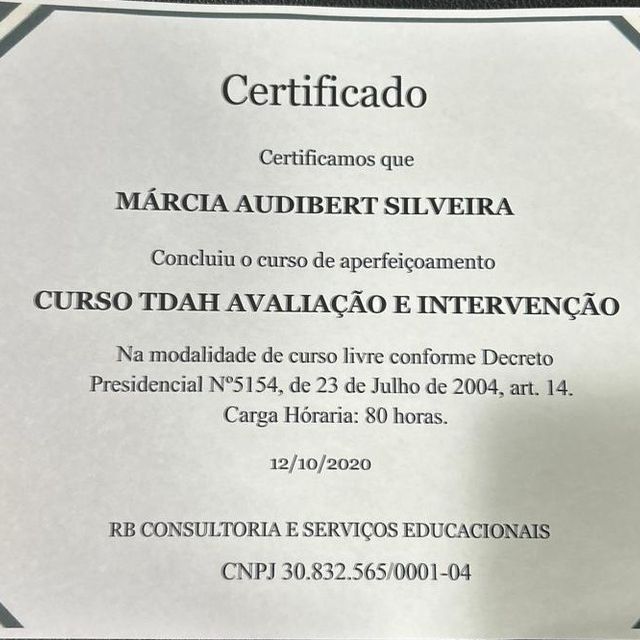 Certificado
Certificamos que
MÁRCIA AUDIBERT SILVEIRA
Concluiu o curso de aperfeiçoamento
CURSO TDAH AVALIAÇÃO E INTERVENÇÃO
Na modalidade de curso livre conforme Decreto
Presidencial Nº5154, de 23 de Julho de 2004, art. 14.
Carga Hóraria: 80 horas.
12/10/2020
RB CONSULTORIA E SERVIÇOS EDUCACIONAIS
CNPJ 30.832.565/0001-04